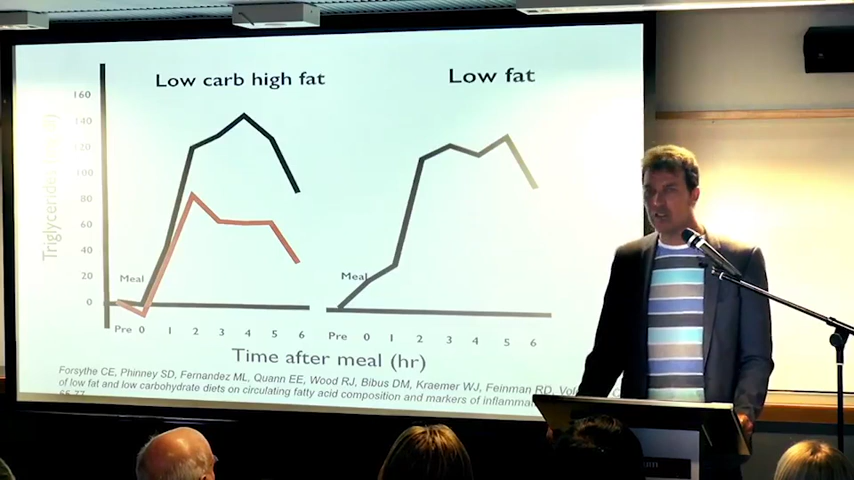 Low carb high fat
Low fat
Triglycerides
160
140
120
100
80
60
40
20
0
Meal
Meal
Pre 0 1 2 3 4 5 6
Pre 0 1 2 3 4 5 6
Time after meal (hr)
Forsythe CE, Phinney SD, Fernandez ML, Quann EE, Wood RJ, Bibus DM, Kraemer WJ, Feinman RD,
of low fat and low carbohydrate diets on circulating fatty acid composition and markers of